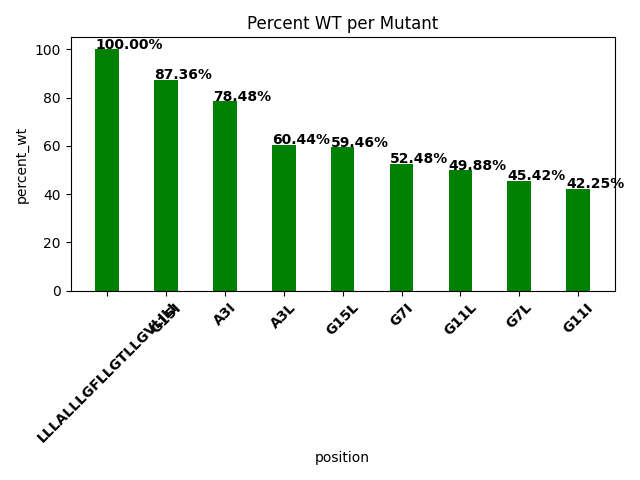 Percent WT per Mutant
percent_wt
100
80
60
40
20
0
100.00%
87.36%
78.48%
60.44%
59.46%
52.48%
49.88%
45.42%
42.25%
G15I
A3I
A3L
G15L
G7I
G11L
G7L
G11I
position